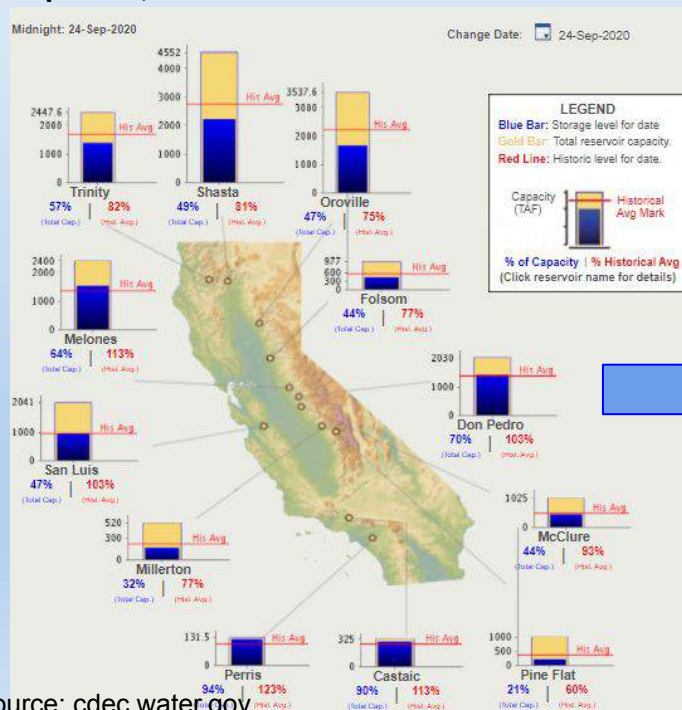 Midnight: 24-Sep-2020
Change Date: 24-Sep-2020
4552
4000
3000
2000
1000
0
His Avg
Shasta
49% | 81%
(Total Cap.) (Hist. Avg.)
2447.6
2000
1000
0
His Avg
Trinity
57% | 82%
(Total Cap.) (Hist. Avg.)
3537.6
3000
2000
1000
0
His Avg
Oroville
47% | 75%
(Total Cap.) (Hist. Avg.)
LEGEND
Blue Bar: Storage level for date
Gold Bar: Total reservoir capacity.
Red Line: Historic level for date.
Capacity
(TAF)
Historical
Avg Mark
% of Capacity | % Historical Avg
(Click reservoir name for details)
2400
2000
1000
0
His Avg
Melones
64% | 113%
(Total Cap.) (Hist. Avg.)
977
600
300
0
His Avg
Folsom
44% | 77%
(Total Cap.) (Hist. Avg.)
2030
1000
0
His Avg
Don Pedro
70% | 103%
(Total Cap.) (Hist. Avg.)
2041
1000
0
His Avg
San Luis
47% | 103%
(Total Cap.) (Hist. Avg.)
1025
0
His Avg
McClure
44% | 93%
(Total Cap.) (Hist. Avg.)
520
300
0
His Avg
Millerton
32% | 77%
(Total Cap.) (Hist. Avg.)
131.5
0
His Avg
Perris
94% | 123%
(Total Cap.) (Hist. Avg.)
325
0
His Avg
Castaic
90% | 113%
(Total Cap.) (Hist. Avg.)
1000
500
0
His Avg
Pine Flat
21% | 60%
(Total Cap.) (Hist. Avg.)
ource: cdec.water.gov